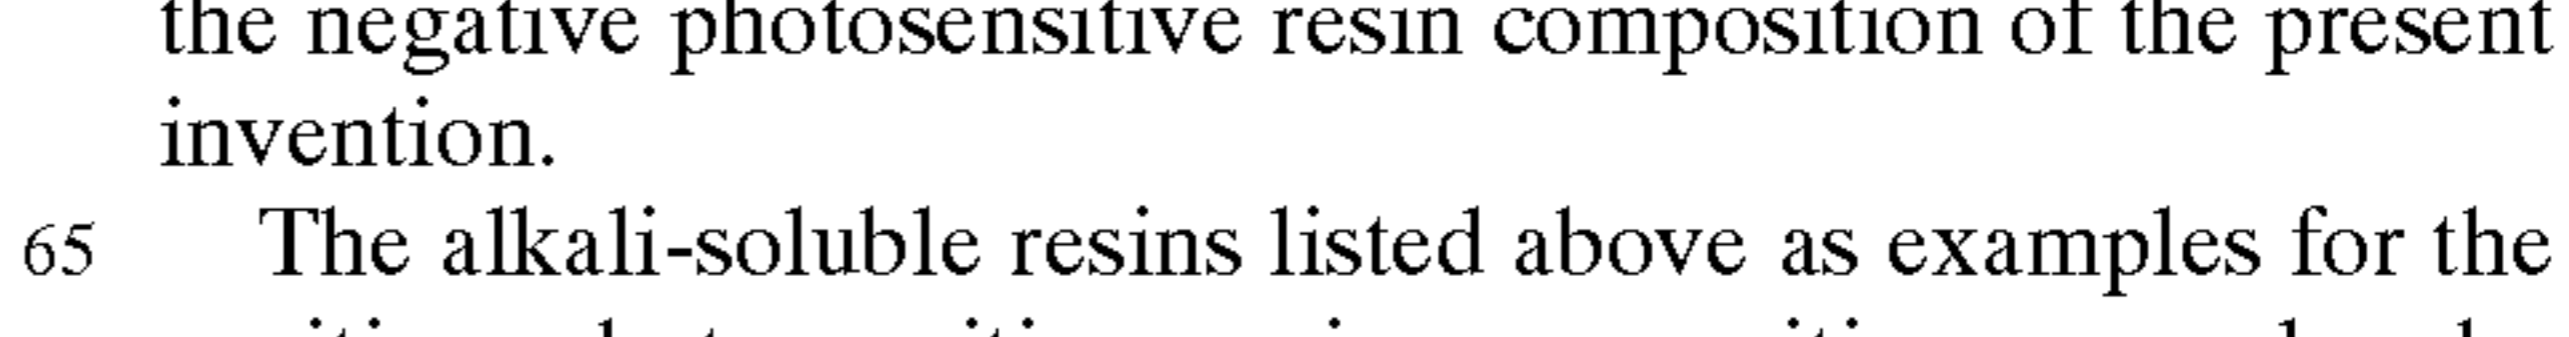 the negative photosensitive resin composition of the present
invention.
65 The alkali-soluble resins listed above as examples for the